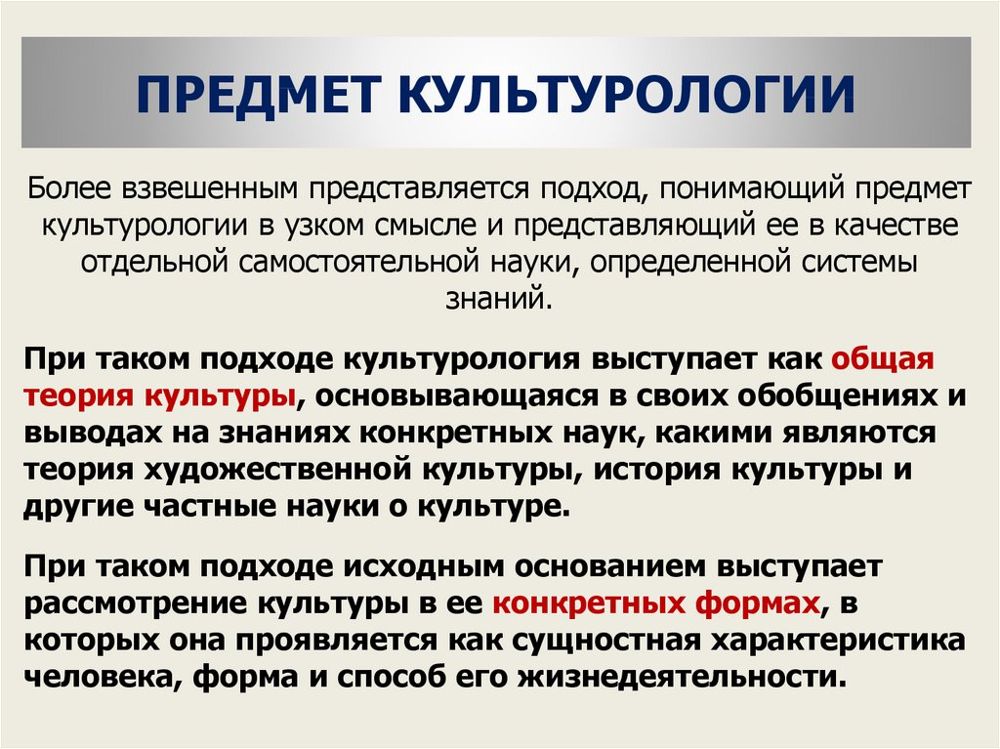 ПРЕДМЕТ КУЛЬТУРОЛОГИИ
Более взвешенным представляется подход, понимающий предмет
культурологии в узком смысле и представляющий ее в качестве
отдельной самостоятельной науки, определенной системы
знаний.
При таком подходе культурология выступает как общая
теория культуры, основывающаяся в своих обобщениях и
выводах на знаниях конкретных наук, какими являются
теория художественной культуры, история культуры и
другие частные науки о культуре.
При таком подходе исходным основанием выступает
рассмотрение культуры в ее конкретных формах, в
которых она проявляется как сущностная характеристика
человека, форма и способ его жизнедеятельности.